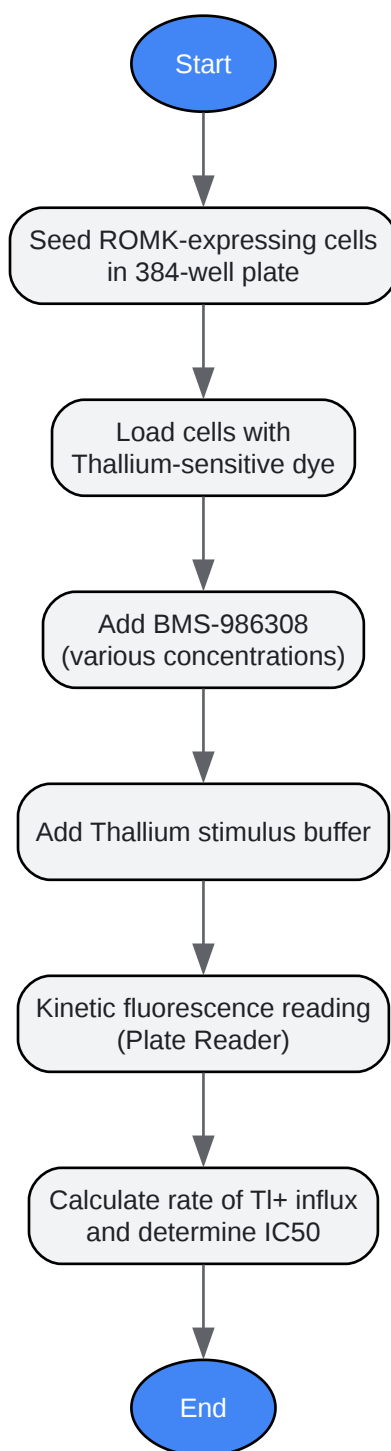 Start
Seed ROMK-expressing cells
in 384-well plate
Load cells with
Thallium-sensitive dye
Add BMS-986308
(various concentrations)
Add Thallium stimulus buffer
Kinetic fluorescence reading
(Plate Reader)
Calculate rate of Tl+ influx
and determine IC50
End